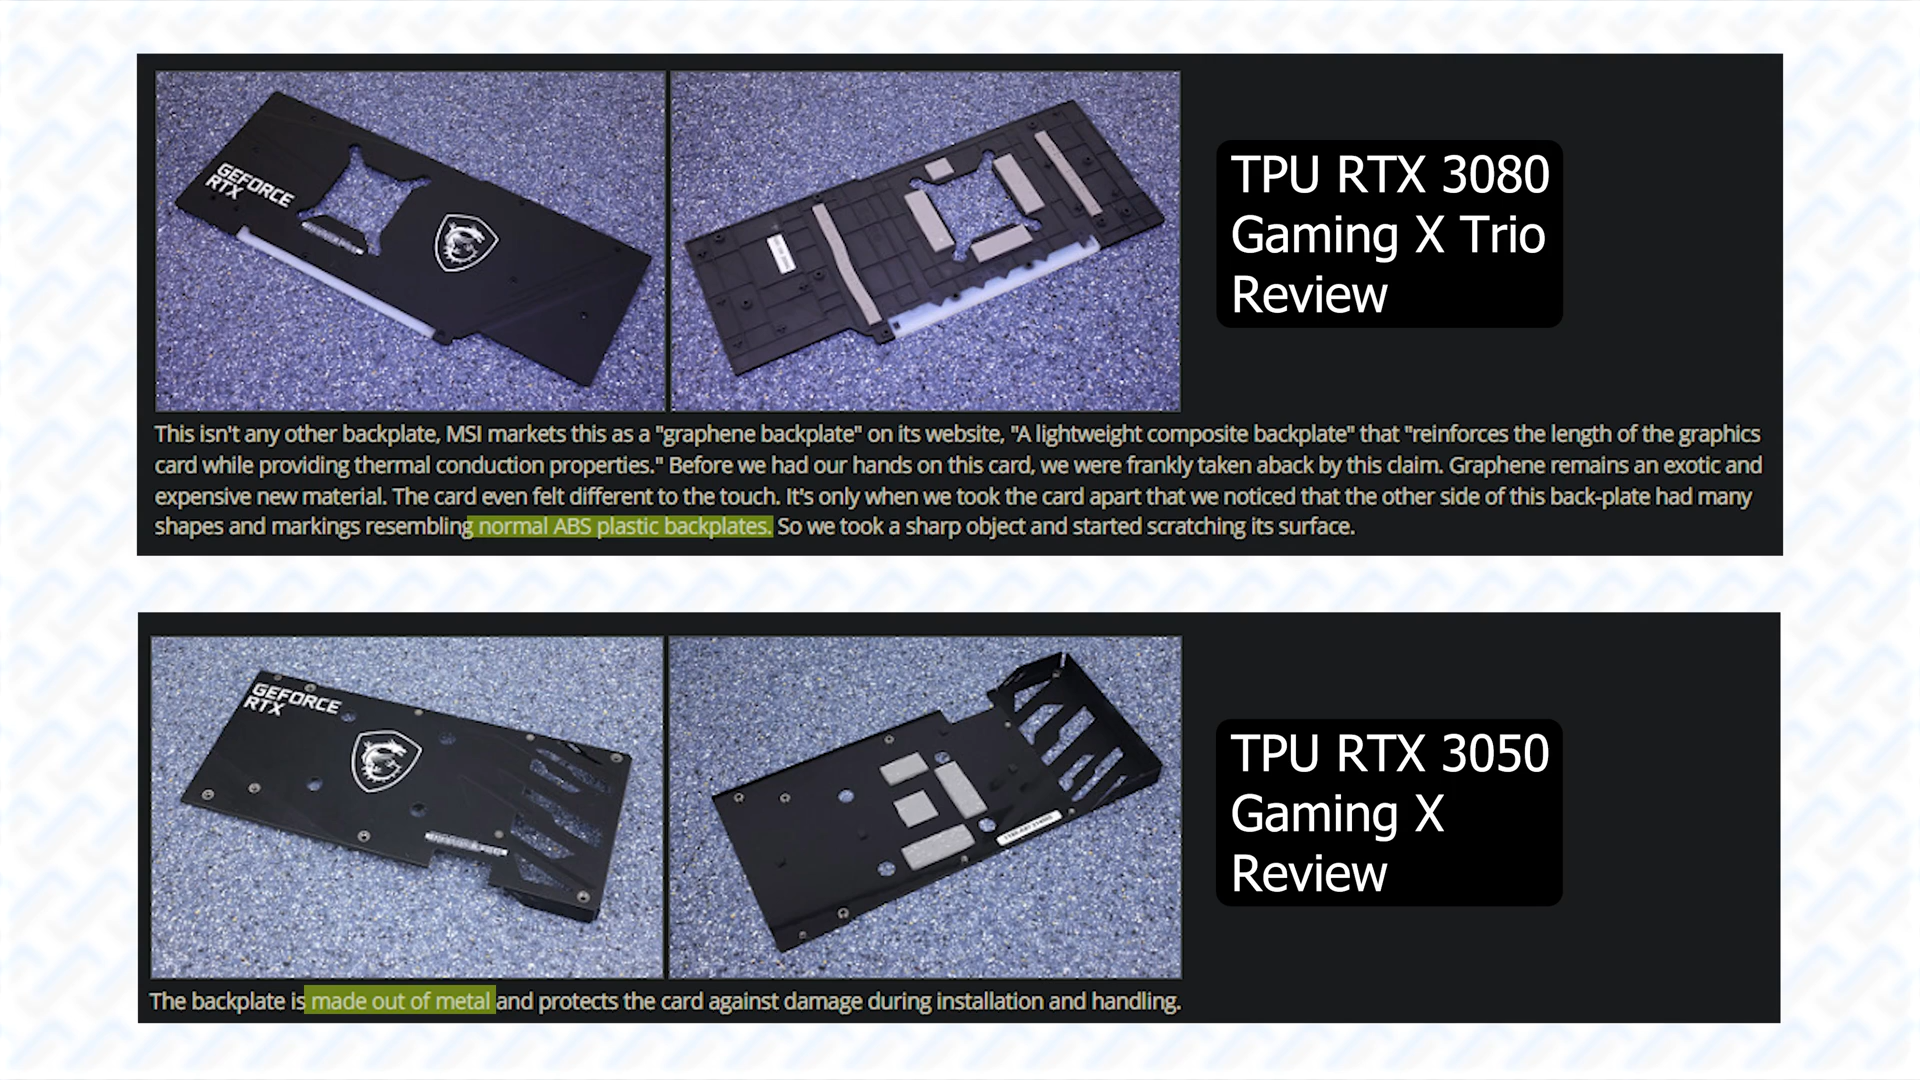 GEFORCE
RTX
TPU RTX 3080
Gaming X Trio
Review
This isn't any other backplate, MSI markets this as a "graphene backplate" on its website, "A lightweight composite backplate" that "reinforces the length of the graphics
card while providing thermal conduction properties." Before we had our hands on this card, we were frankly taken aback by this claim. Graphene remains an exotic and
expensive new material. The card even felt different to the touch. It's only when we took the card apart that we noticed that the other side of this back-plate had many
shapes and markings resembling normal ABS plastic backplates. So we took a sharp object and started scratching its surface.
GEFORCE
RTX
TPU RTX 3050
Gaming X
Review
The backplate is made out of metal and protects the card against damage during installation and handling.